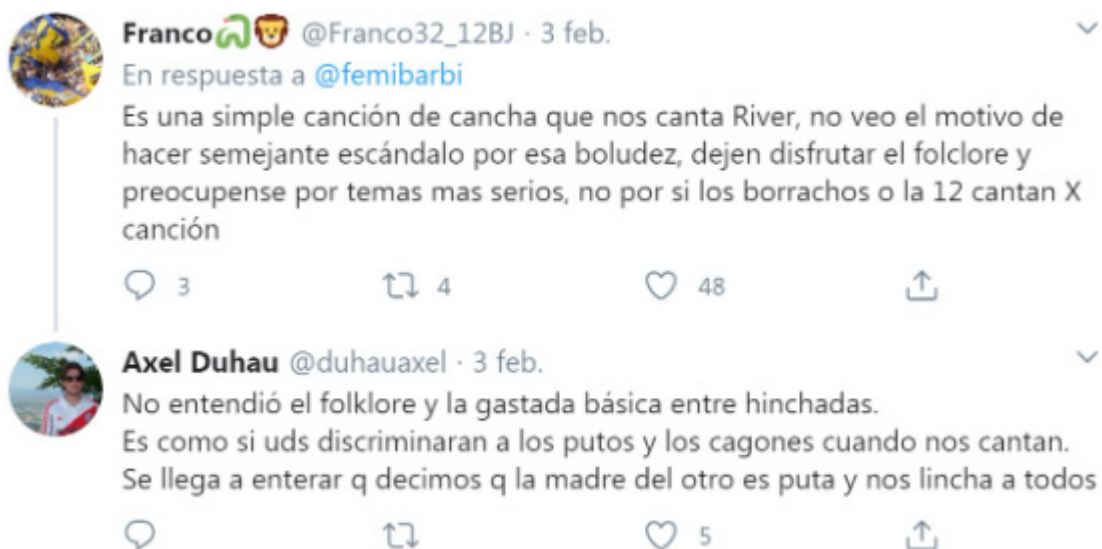 Franco @Franco32_12BJ · 3 feb.
En respuesta a @femibarbi
Es una simple canción de cancha que nos canta River, no veo el motivo de
hacer semejante escándalo por esa boludez, dejen disfrutar el folclore y
preocupense por temas mas serios, no por si los borrachos o la 12 cantan X
canción
3 4 48
Axel Duhau @duhauaxel · 3 feb.
No entendió el folklore y la gastada básica entre hinchadas.
Es como si uds discriminaran a los putos y los cagones cuando nos cantan.
Se llega a enterar q decimos q la madre del otro es puta y nos lincha a todos
5